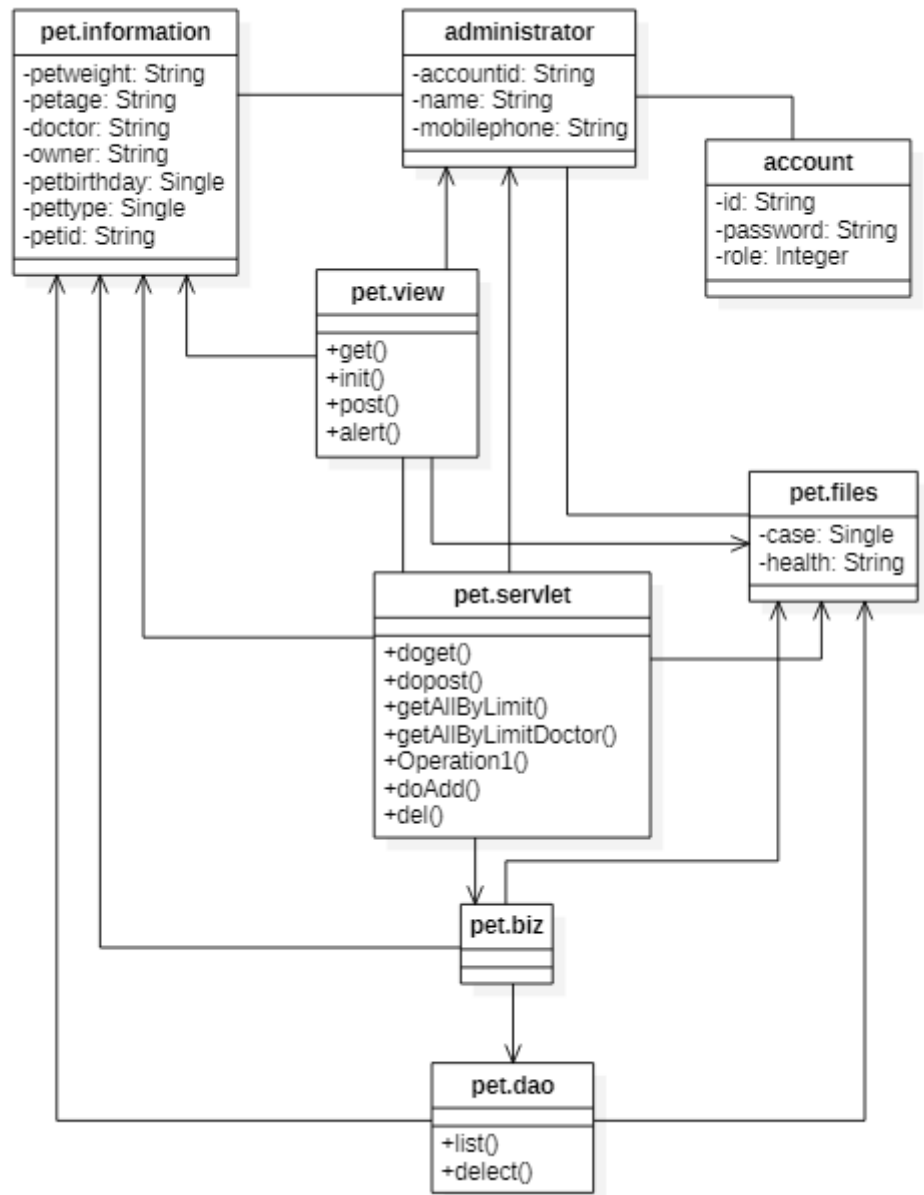 pet.information
-petweight: String
-petage: String
-doctor: String
-owner: String
-petbirthday: Single
-pettype: Single
-petid: String
administrator
-accountid: String
-name: String
-mobilephone: String
account
-id: String
-password: String
-role: Integer
pet.view
+get()
+init()
+post()
+alert()
pet.files
-case: Single
-health: String
pet.servlet
+doget()
+dopost()
+getAllByLimit()
+getAllByLimitDoctor()
+Operation1()
+doAdd()
+del()
pet.biz
pet.dao
+list()
+delect()